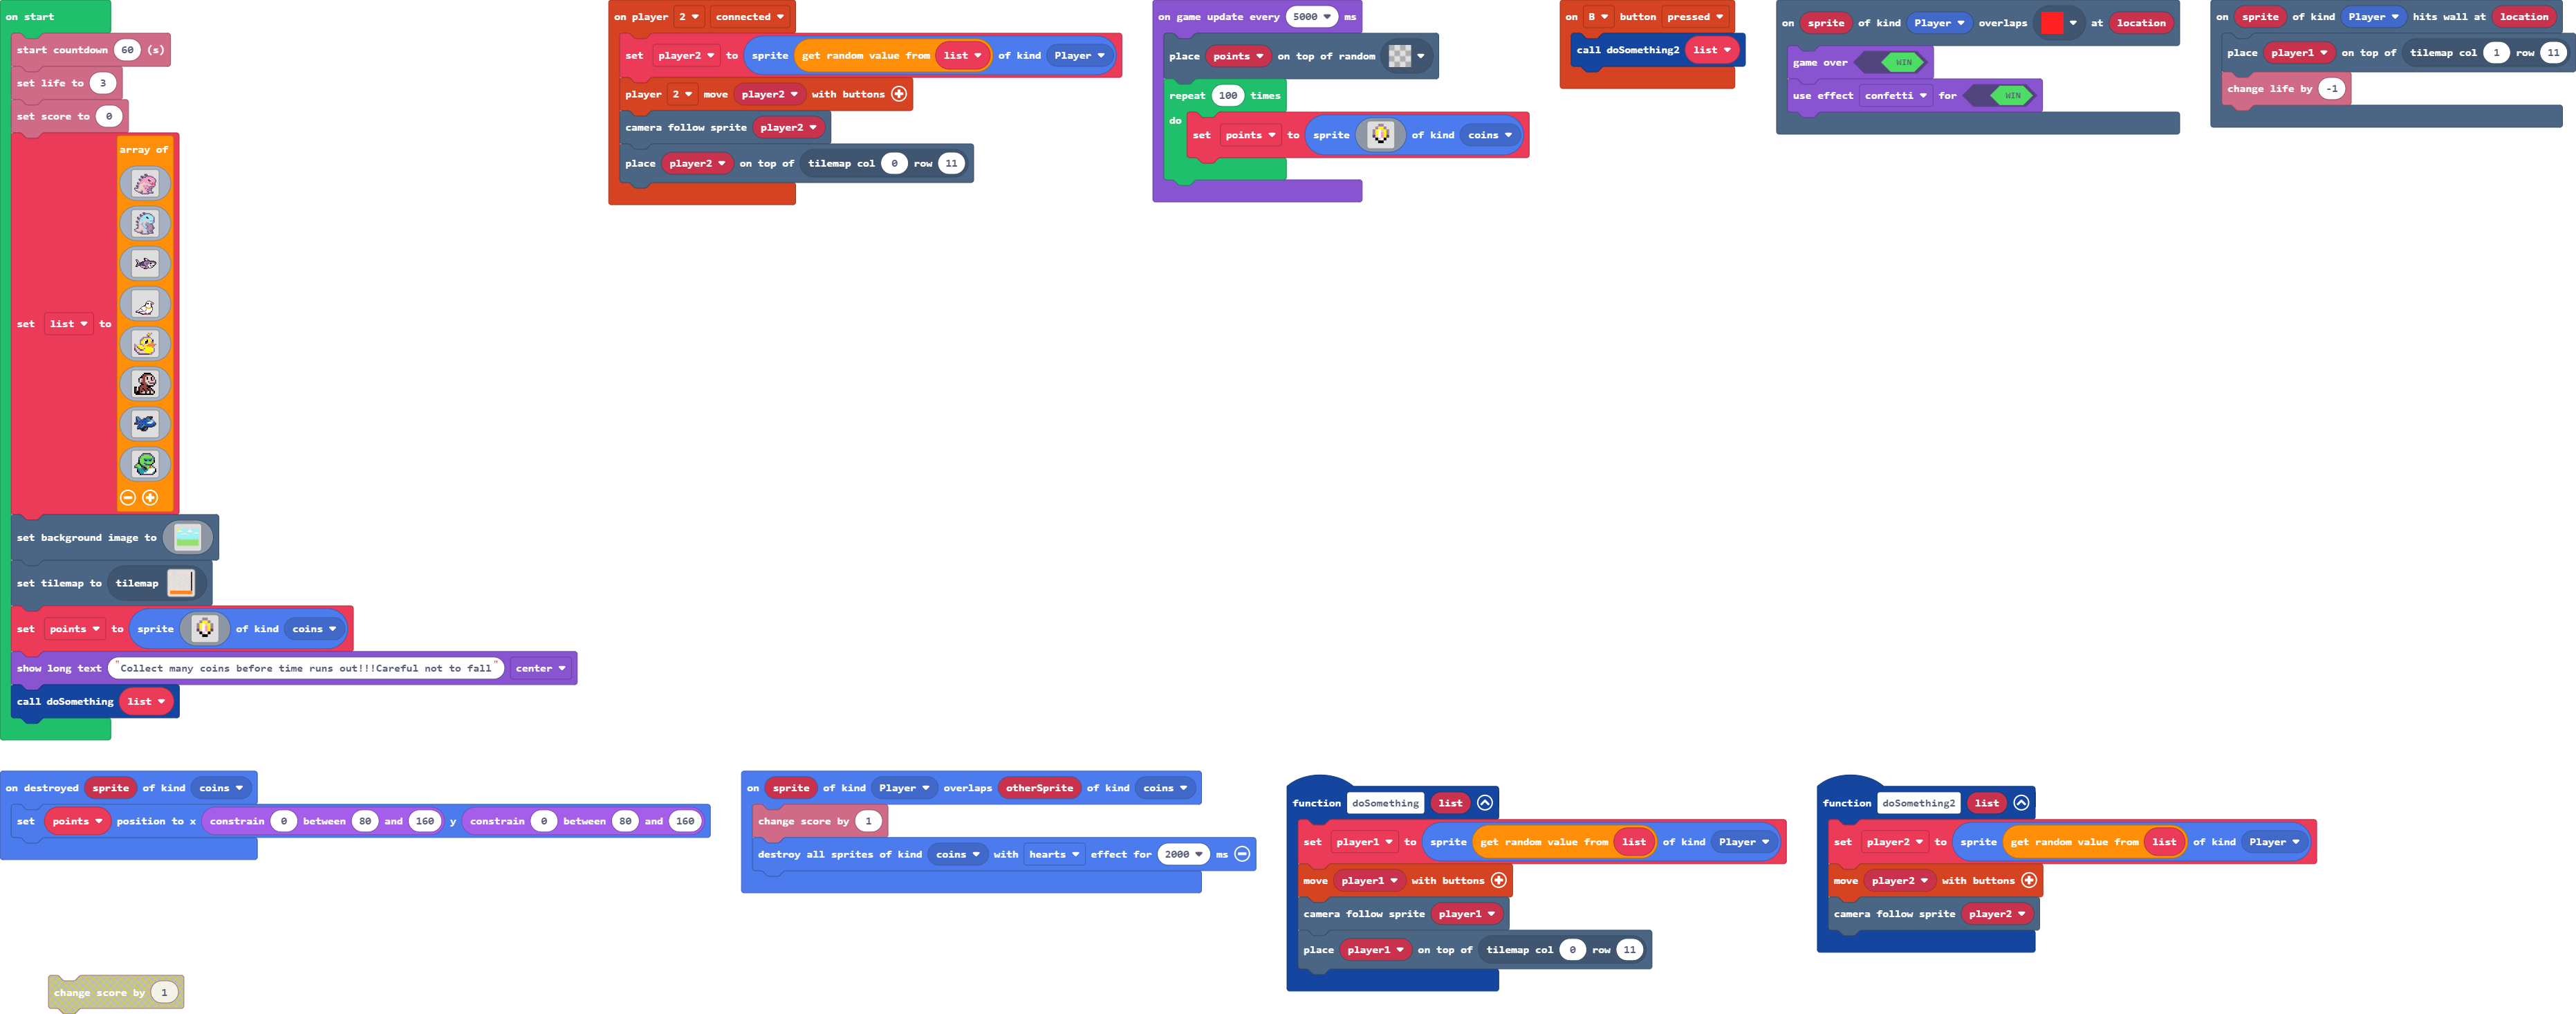 on start
start countdown 60 (s)
set life to 3
set score to 0
array of
set list to
set background image to
set tilemap to tilemap
set points to sprite of kind coins
show long text "Collect many coins before time runs out!!!Careful not to fall" center
call doSomething list
on player 2 connected
set player2 to sprite get random value from list of kind Player
player 2 move player2 with buttons
camera follow sprite player2
place player2 on top of tilemap col 0 row 11
on game update every 5000 ms
place points on top of random
repeat 100 times
do
set points to sprite of kind coins
on B button pressed
call doSomething2 list
on sprite of kind Player overlaps at location
game over WIN
use effect confetti for WIN
on sprite of kind Player hits wall at location
place player1 on top of tilemap col 1 row 11
change life by -1
on destroyed sprite of kind coins
set points position to x constrain 0 between 80 and 160 y constrain 0 between 80 and 160
on sprite of kind Player overlaps otherSprite of kind coins
change score by 1
destroy all sprites of kind coins with hearts effect for 2000 ms
function doSomething list
set player1 to sprite get random value from list of kind Player
move player1 with buttons
camera follow sprite player1
place player1 on top of tilemap col 0 row 11
function doSomething2 list
set player2 to sprite get random value from list of kind Player
move player2 with buttons
camera follow sprite player2
change score by 1